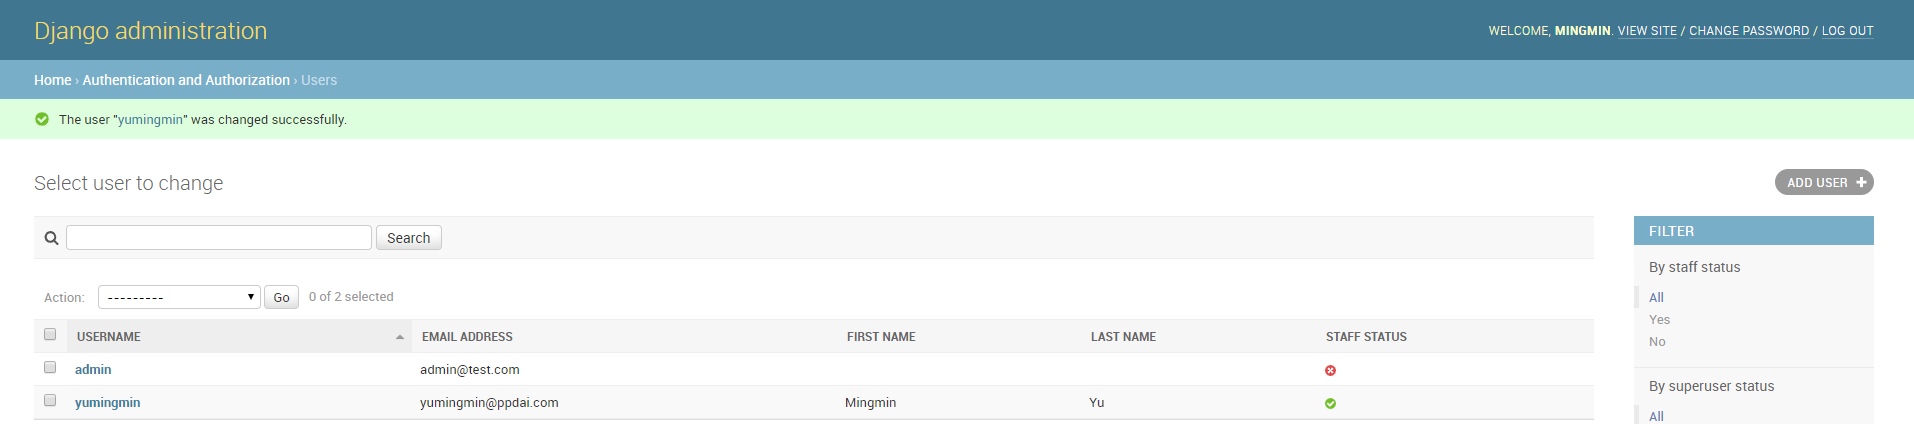 Django administration
WELCOME, MINGMIN. VIEW SITE / CHANGE PASSWORD / LOG OUT
Home › Authentication and Authorization › Users
The user "yumingmin" was changed successfully.
Select user to change
ADD USER +
Search
Action: --------- Go 0 of 2 selected
USERNAME EMAIL ADDRESS FIRST NAME LAST NAME STAFF STATUS
admin admin@test.com
yumingmin yumingmin@ppdai.com Mingmin Yu
FILTER
By staff status
All
Yes
No
By superuser status
All